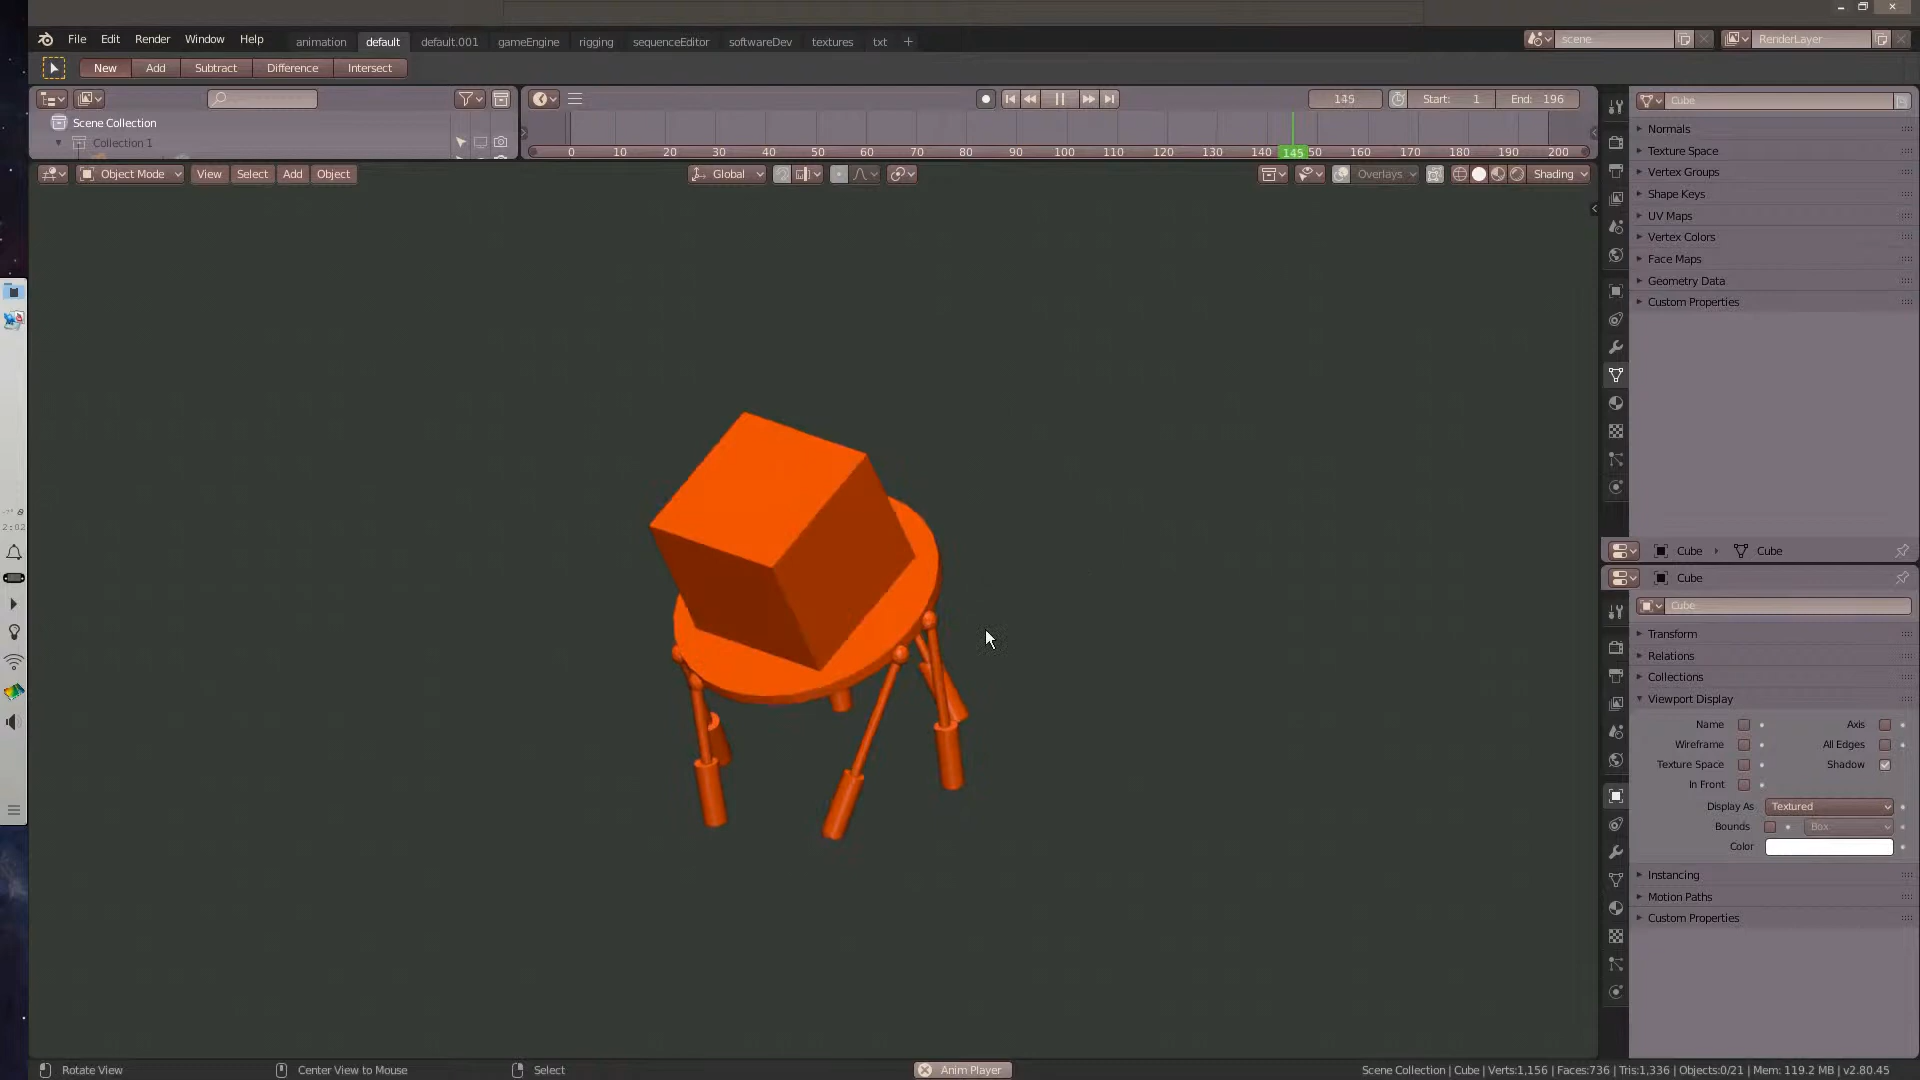 File Edit Render Window Help animation default default.001 gameEngine rigging sequenceEditor softwareDev textures txt + scene RenderLayer
New Add Subtract Difference Intersect
145 Start: 1 End: 196
Cube
Scene Collection
Collection 1
0 10 20 30 40 50 60 70 80 90 100 110 120 130 140 145 50 160 170 180 190 200
Object Mode View Select Add Object Global Overlays Shading
Normals
Texture Space
Vertex Groups
Shape Keys
UV Maps
Vertex Colors
Face Maps
Geometry Data
Custom Properties
2:02
Cube Cube
Cube
Cube
Transform
Relations
Collections
Viewport Display
Name Axis
Wireframe All Edges
Texture Space Shadow
In Front
Display As Textured
Bounds Box
Color
Instancing
Motion Paths
Custom Properties
Rotate View Center View to Mouse Select Anim Player Scene Collection | Cube | Verts:1,156 | Faces:736 | Tris:1,336 | Objects:0/21 | Mem: 119.2 MB | v2.80.45